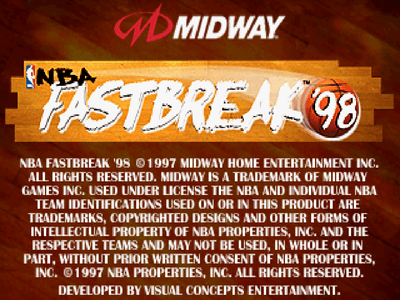 MIDWAY
NBA
FASTBREAK™ '98
NBA FASTBREAK '98 ©1997 MIDWAY HOME ENTERTAINMENT INC.
ALL RIGHTS RESERVED. MIDWAY IS A TRADEMARK OF MIDWAY
GAMES INC. USED UNDER LICENSE THE NBA AND INDIVIDUAL NBA
TEAM IDENTIFICATIONS USED ON OR IN THIS PRODUCT ARE
TRADEMARKS, COPYRIGHTED DESIGNS AND OTHER FORMS OF
INTELLECTUAL PROPERTY OF NBA PROPERTIES, INC. AND THE
RESPECTIVE TEAMS AND MAY NOT BE USED, IN WHOLE OR IN
PART, WITHOUT PRIOR WRITTEN CONSENT OF NBA PROPERTIES,
INC. ©1997 NBA PROPERTIES, INC. ALL RIGHTS RESERVED.
DEVELOPED BY VISUAL CONCEPTS ENTERTAINMENT.